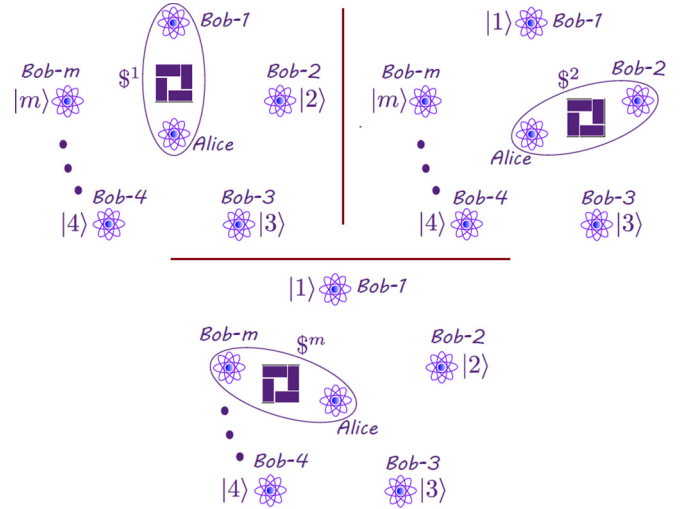 Bob-1
$¹
Bob-m
|m⟩
Bob-2
|2⟩
Alice
Bob-4
|4⟩
Bob-3
|3⟩
|1⟩ Bob-1
Bob-m
|m⟩
$²
Bob-2
Alice
Bob-4
|4⟩
Bob-3
|3⟩
|1⟩ Bob-1
Bob-m
$ᵐ
Bob-2
|2⟩
Alice
Bob-4
|4⟩
Bob-3
|3⟩